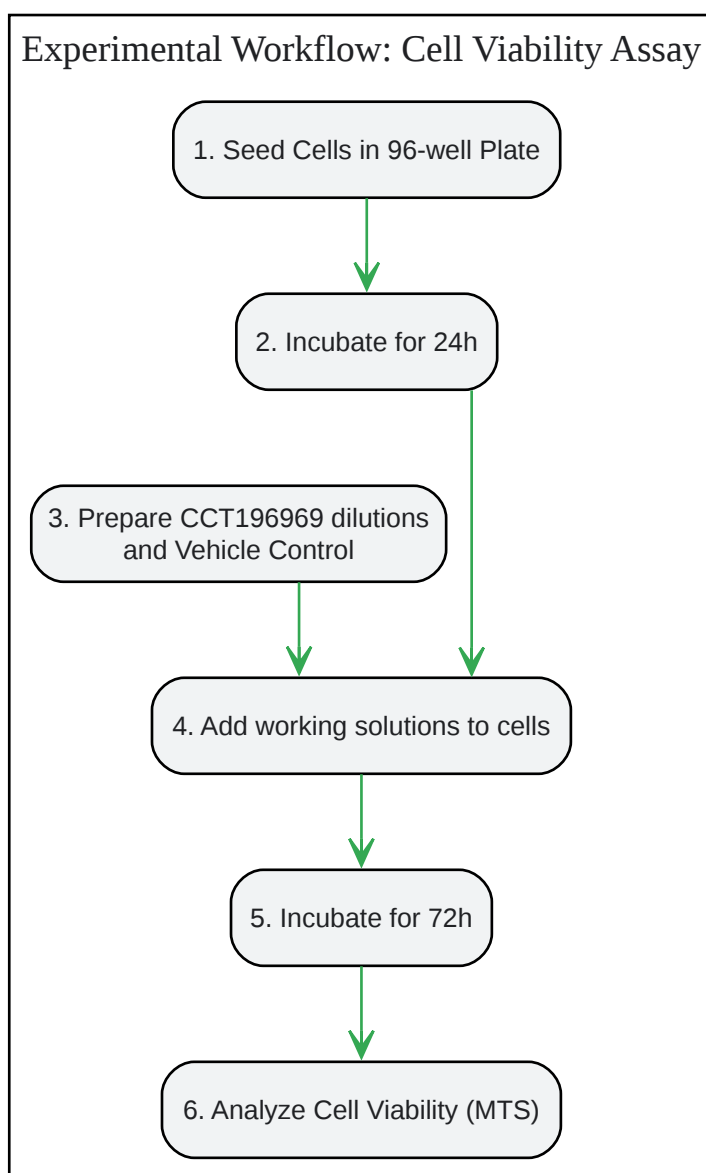 Experimental Workflow: Cell Viability Assay
1. Seed Cells in 96-well Plate
2. Incubate for 24h
3. Prepare CCT196969 dilutions
and Vehicle Control
4. Add working solutions to cells
5. Incubate for 72h
6. Analyze Cell Viability (MTS)